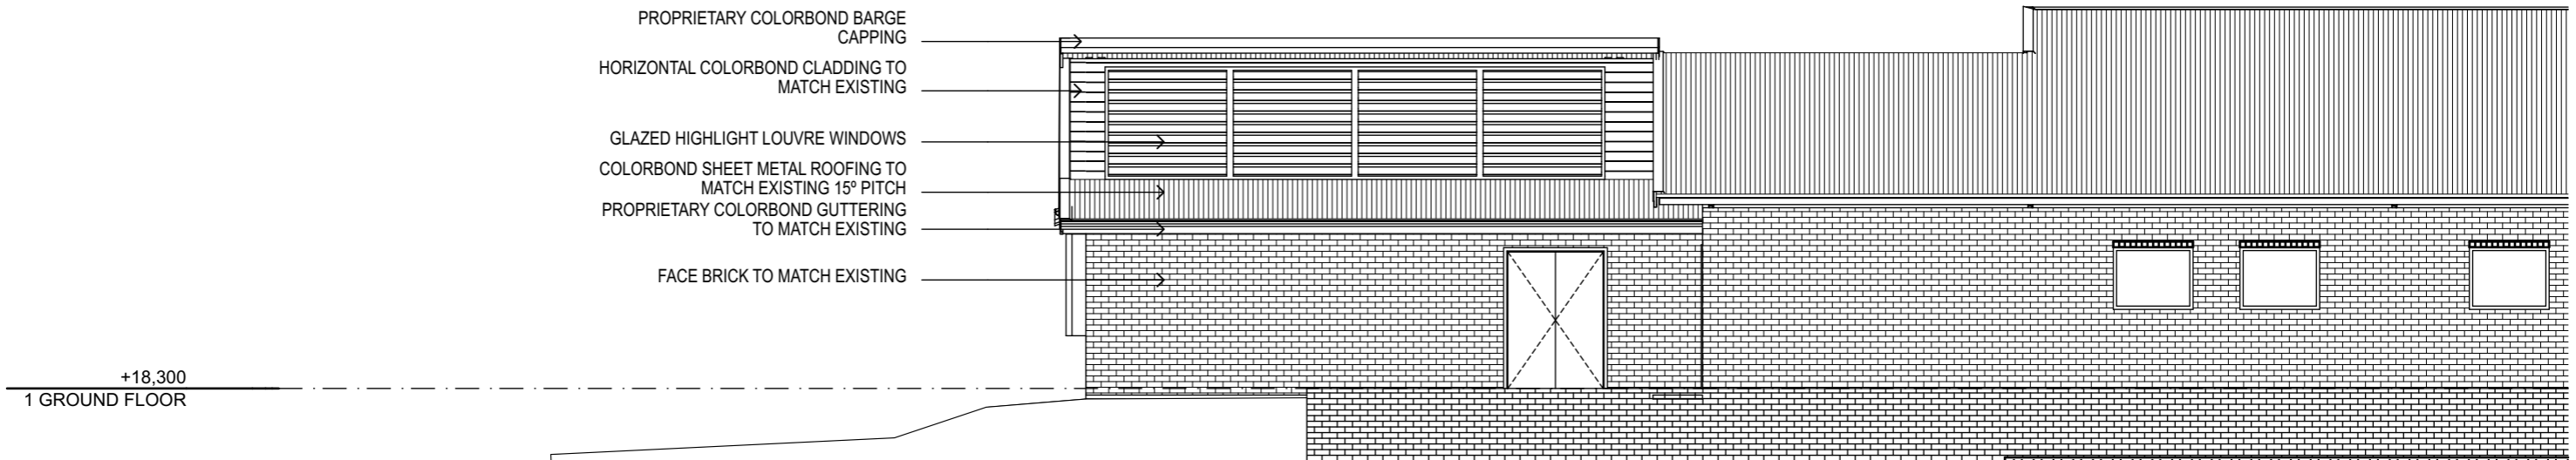 PROPRIETARY COLORBOND BARGE
CAPPING
HORIZONTAL COLORBOND CLADDING TO
MATCH EXISTING
GLAZED HIGHLIGHT LOUVRE WINDOWS
COLORBOND SHEET METAL ROOFING TO
MATCH EXISTING 15º PITCH
PROPRIETARY COLORBOND GUTTERING
TO MATCH EXISTING
FACE BRICK TO MATCH EXISTING
+18,300
1 GROUND FLOOR